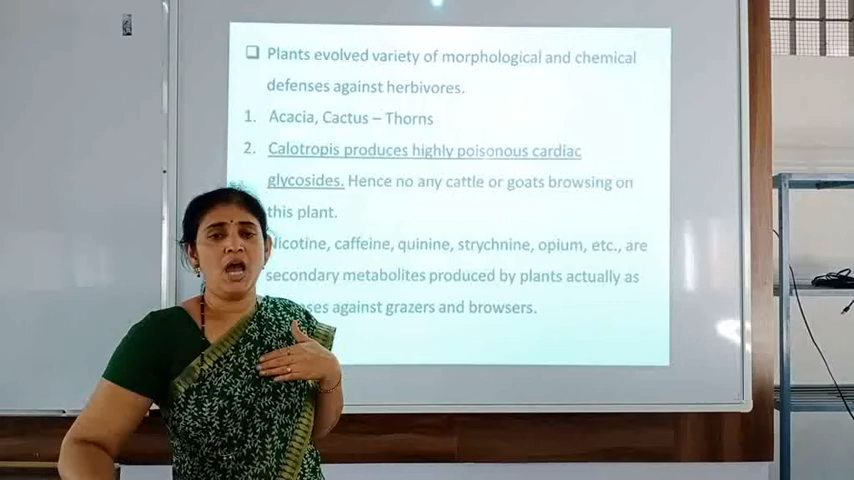 ❑ Plants evolved variety of morphological and chemical
defenses against herbivores.
1. Acacia, Cactus – Thorns
2. Calotropis produces highly poisonous cardiac
glycosides. Hence no any cattle or goats browsing on
this plant.
Nicotine, caffeine, quinine, strychnine, opium, etc., are
secondary metabolites produced by plants actually as
against grazers and browsers.